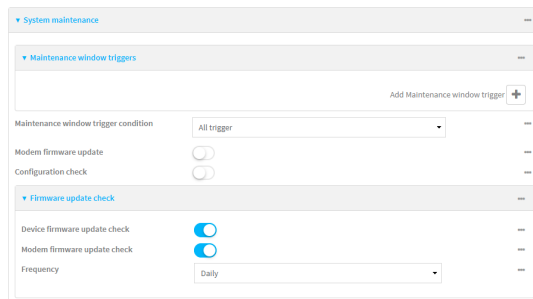 System maintenance
Maintenance window triggers
Add Maintenance window trigger
Maintenance window trigger condition
All trigger
Modem firmware update
Configuration check
Firmware update check
Device firmware update check
Modem firmware update check
Frequency
Daily